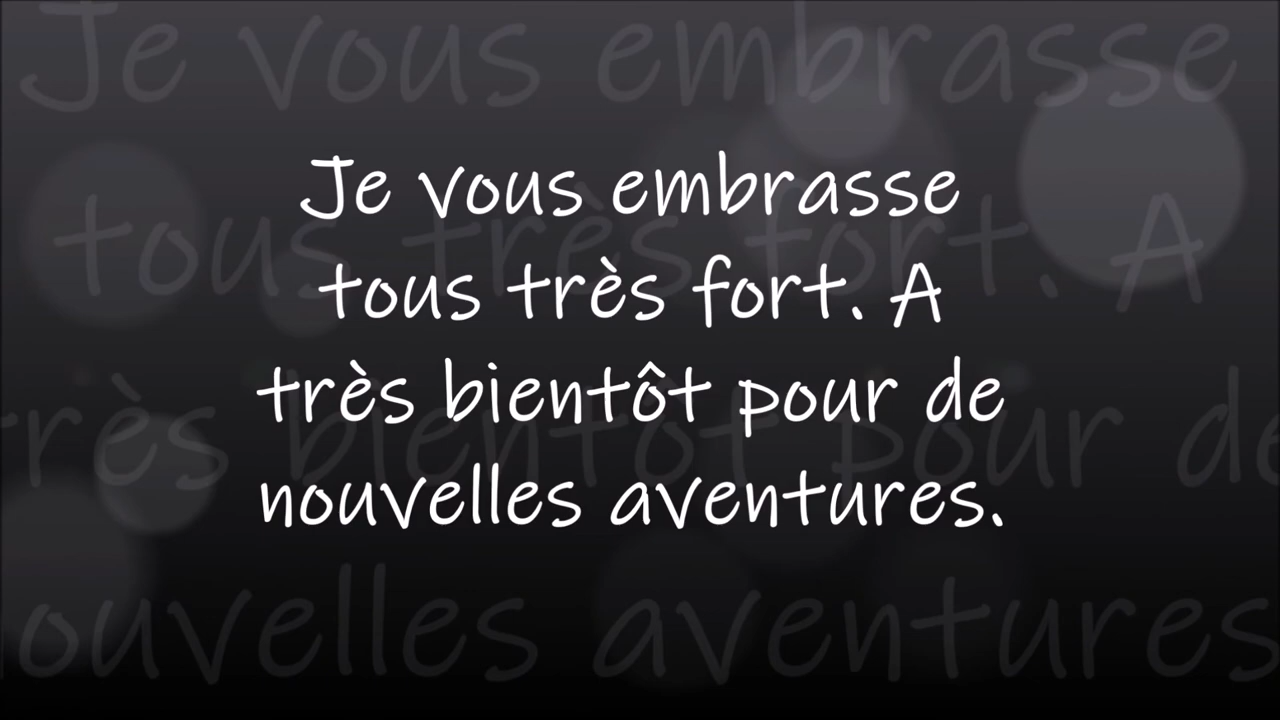 Je vous embrasse
tous très fort. A
très bientôt pour de
nouvelles aventures.